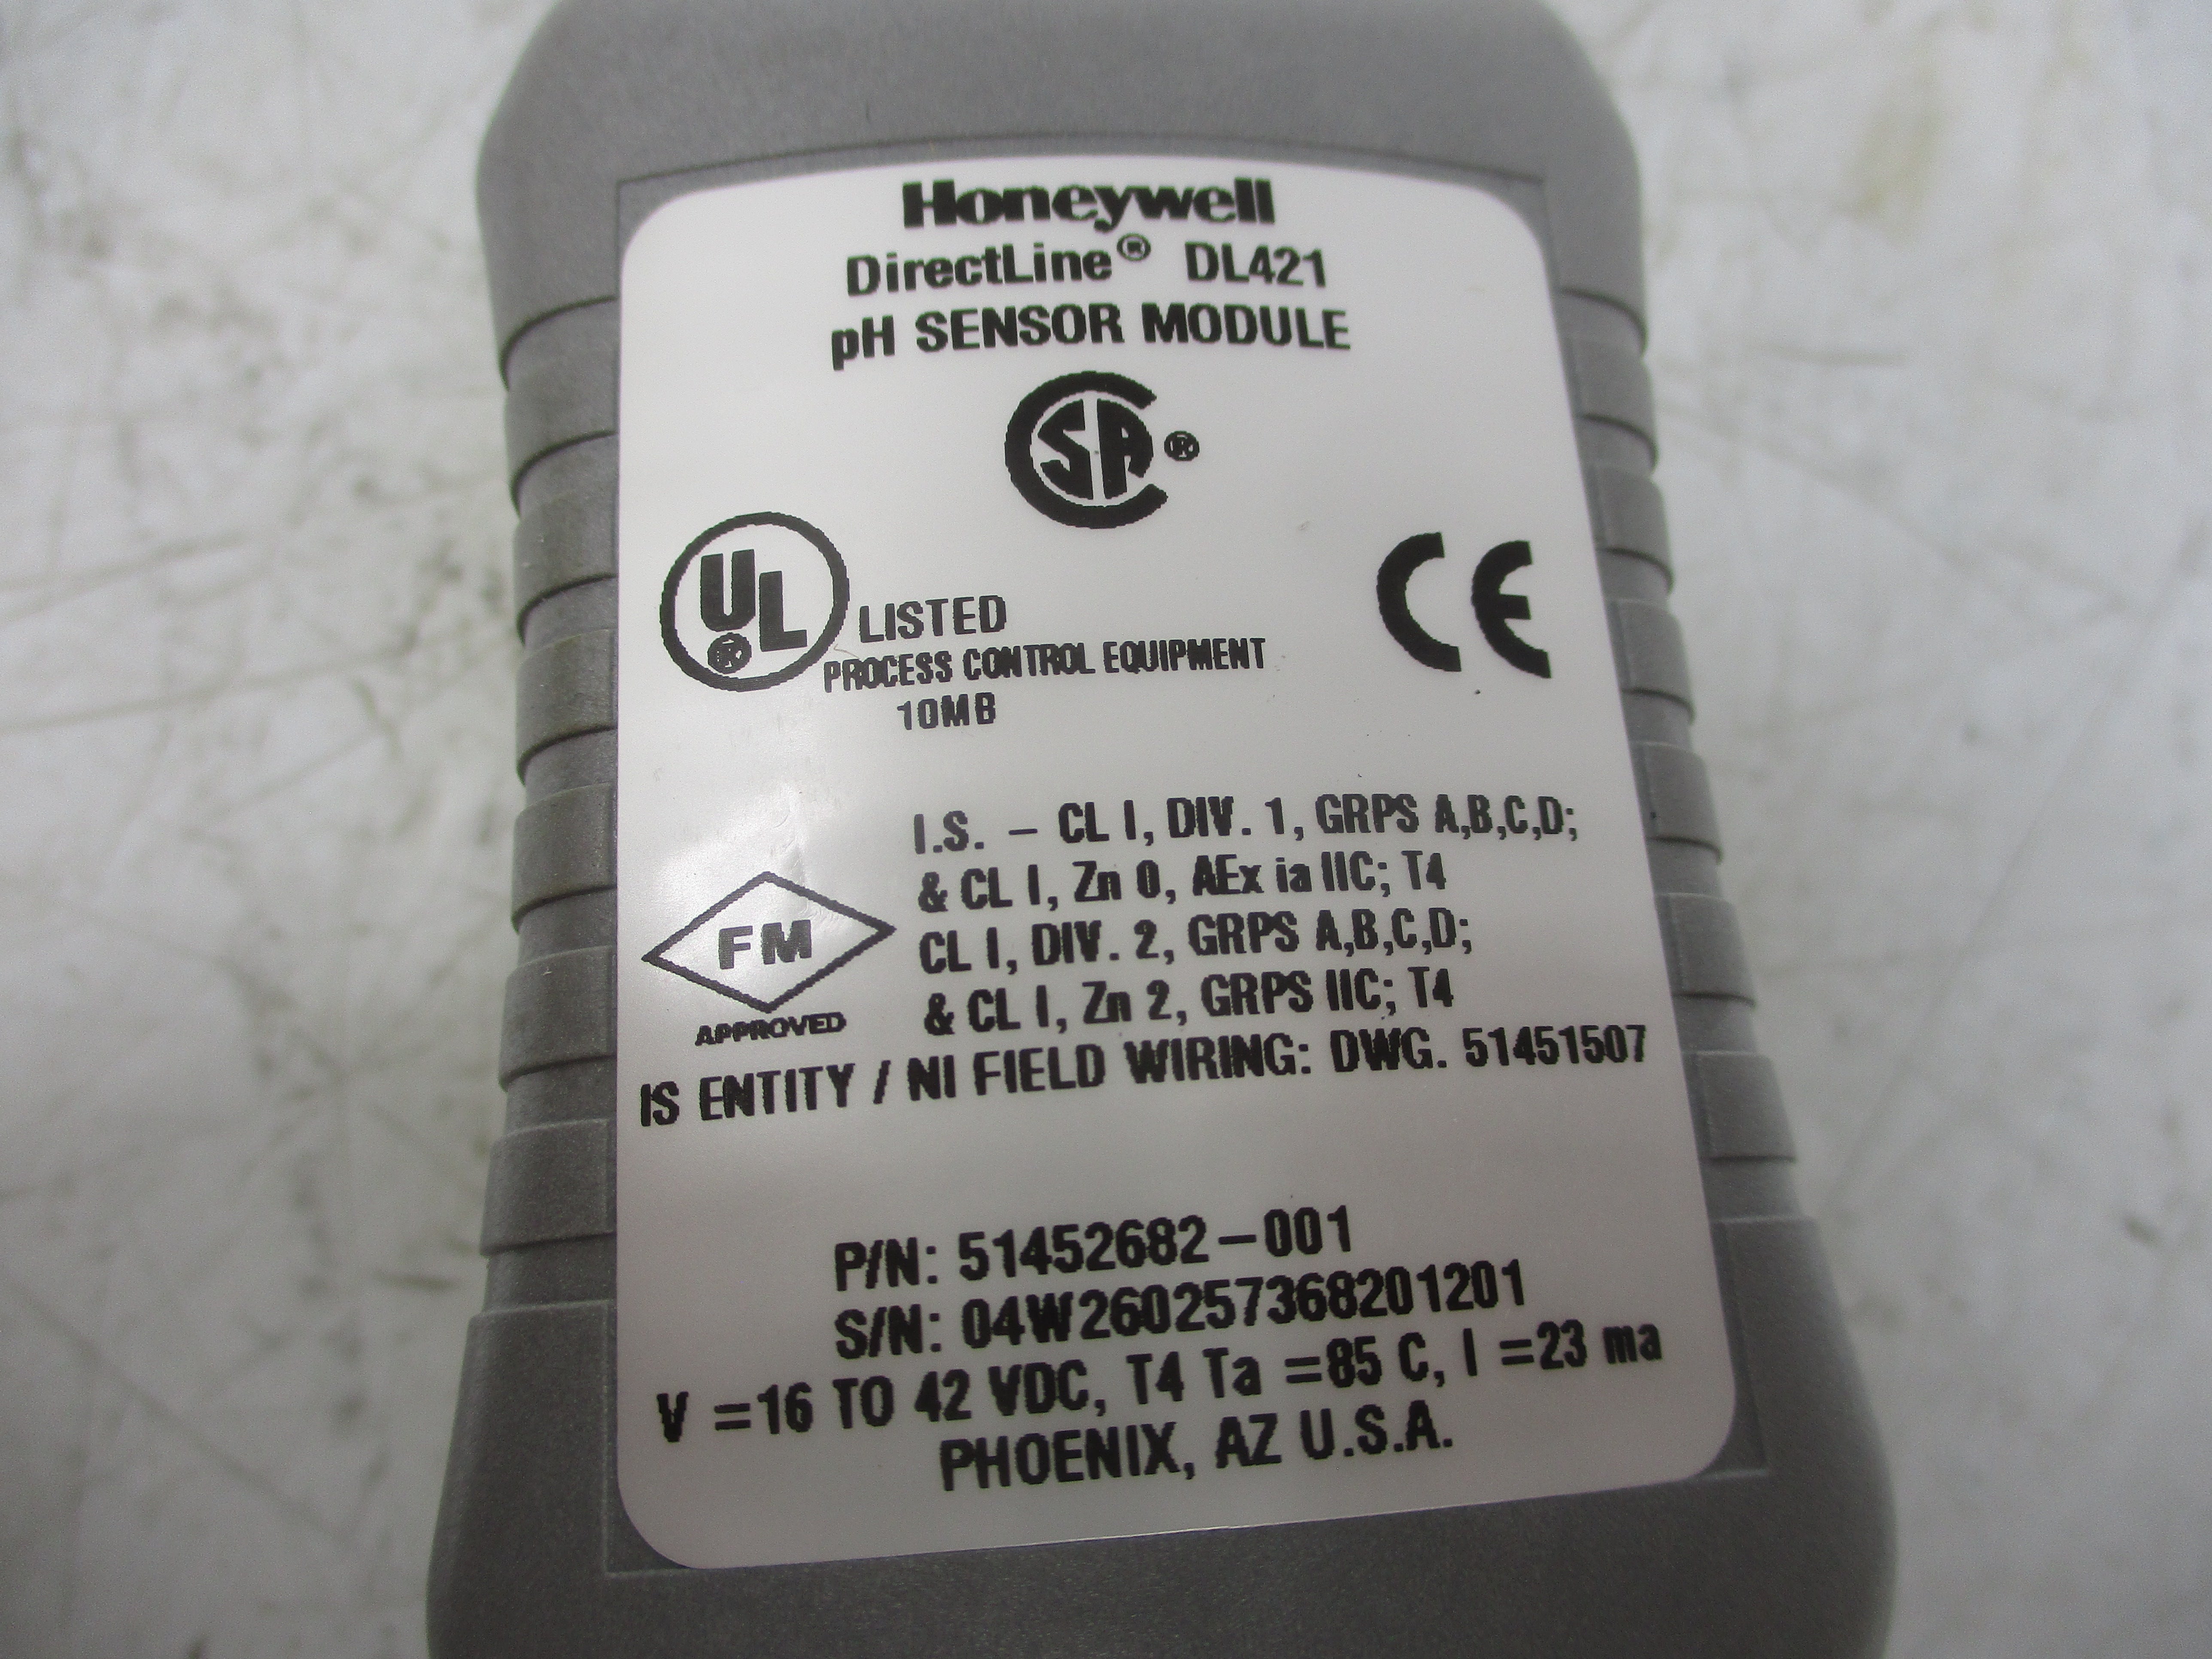 Honeywell
DirectLine® DL421
pH SENSOR MODULE
CSA®
UL® LISTED
CE
PROCESS CONTROL EQUIPMENT
10MB
I.S. – CL I, DIV. 1, GRPS A,B,C,D;
& CL I, Zn 0, AEx ia IIC; T4
CL I, DIV. 2, GRPS A,B,C,D;
& CL I, Zn 2, GRPS IIC; T4
FM
APPROVED
IS ENTITY / NI FIELD WIRING: DWG. 51451507
P/N: 51452682–001
S/N: 04W260257368201201
V =16 TO 42 VDC, T4 Ta =85 C, I =23 ma
PHOENIX, AZ U.S.A.